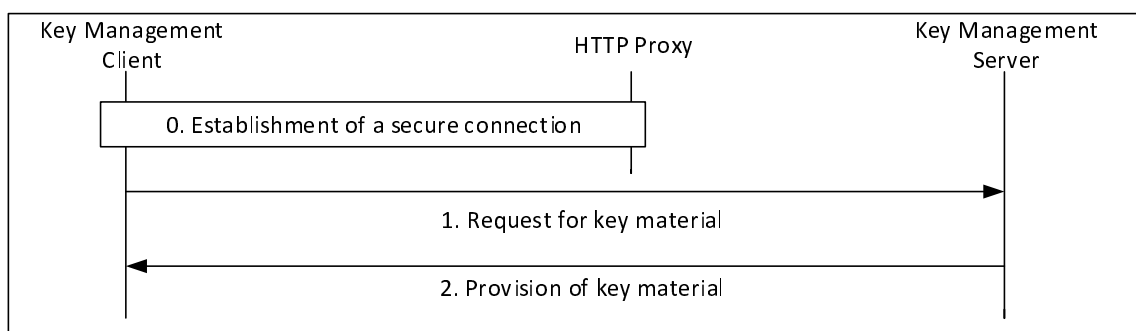 Key Management
Client
HTTP Proxy
Key Management
Server
0. Establishment of a secure connection
1. Request for key material
2. Provision of key material